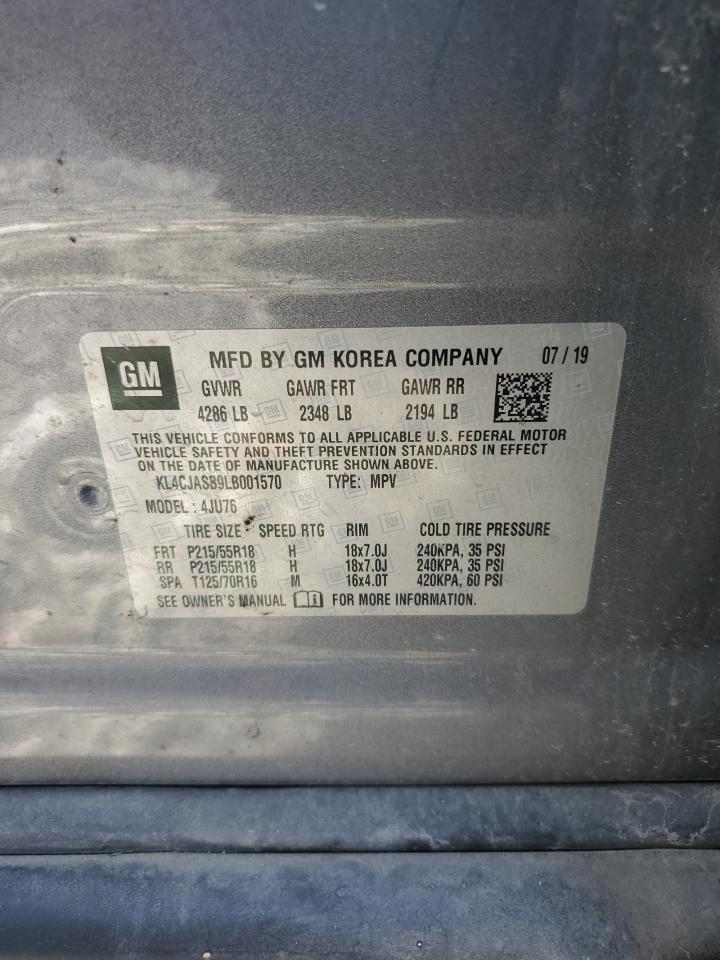 GM MFD BY GM KOREA COMPANY 07 / 19
GVWR GAWR FRT GAWR RR
4286 LB 2348 LB 2194 LB
THIS VEHICLE CONFORMS TO ALL APPLICABLE U.S. FEDERAL MOTOR
VEHICLE SAFETY AND THEFT PREVENTION STANDARDS IN EFFECT
ON THE DATE OF MANUFACTURE SHOWN ABOVE.
KL4CJASB9LB001570 TYPE: MPV
MODEL : 4JU76
TIRE SIZE SPEED RTG RIM COLD TIRE PRESSURE
FRT P215/55R18 H 18x7.0J 240KPA, 35 PSI
RR P215/55R18 H 18x7.0J 240KPA, 35 PSI
SPA T125/70R16 M 16x4.0T 420KPA, 60 PSI
SEE OWNER'S MANUAL FOR MORE INFORMATION.